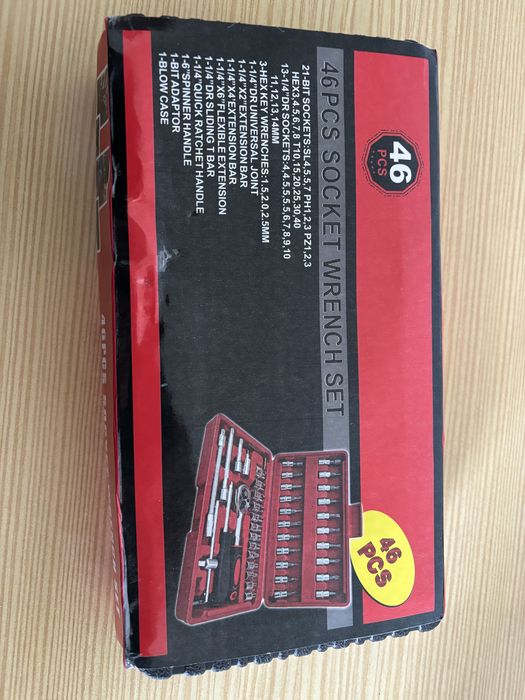 46
PCS
46PCS SOCKET WRENCH SET
21-BIT SOCKETS:SL4,5.5,7 PH1,2,3 PZ1,2,3
HEX3,4,5,6,7,8 T10,15,20,25,30,40
13-1/4"DR SOCKETS:4,4.5,5,5.5,6,7,8,9,10
11,12,13,14MM
3-HEX KEY WRENCHES:1.5,2.0,2.5MM
1-1/4"DR UNIVERSAL JOINT
1-1/4"X2"EXTENSION BAR
1-1/4"X4"EXTENSION BAR
1-1/4"X6"FLEXIBLE EXTENSION
1-1/4"DR SLIDING T BAR
1-1/4"QUICK RATCHET HANDLE
1-6"SPINNER HANDLE
1-BIT ADAPTOR
1-BLOW CASE
46
PCS
46PCS